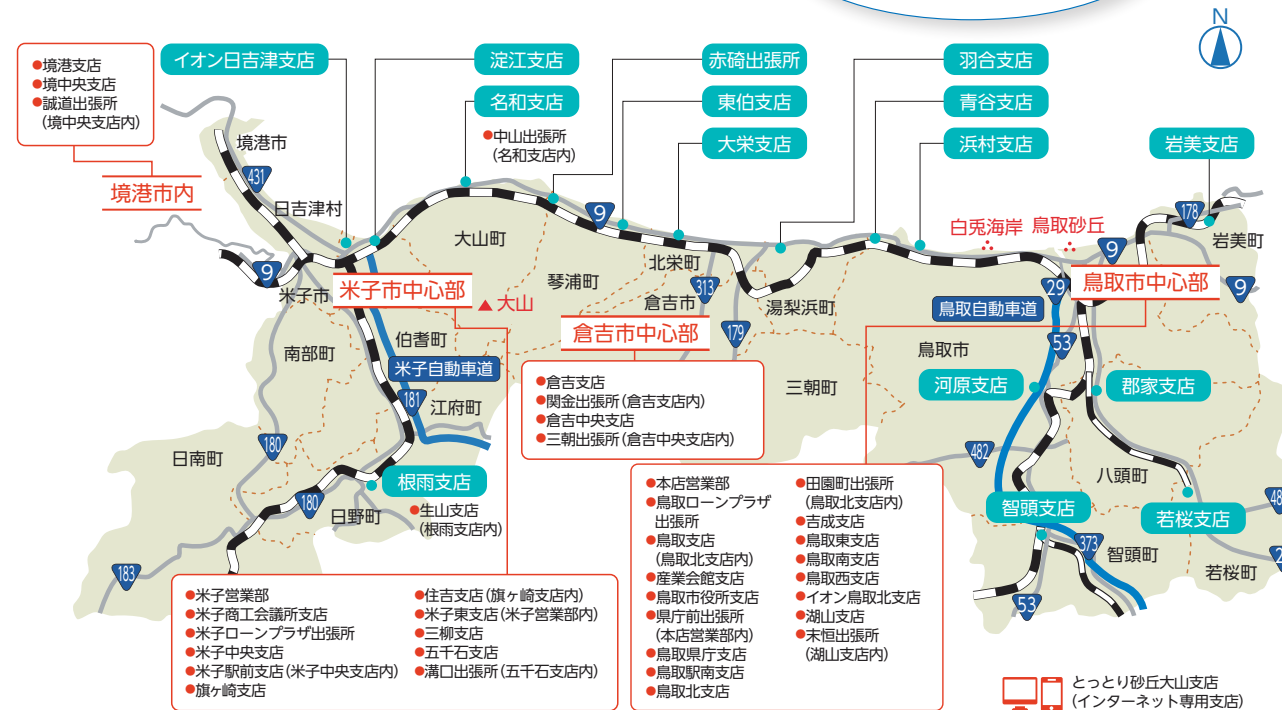 N
●境港支店
●境中央支店
●誠道出張所
(境中央支店内)
境港市内
イオン日吉津支店
淀江支店
名和支店
●中山出張所
(名和支店内)
赤碕出張所
東伯支店
大栄支店
羽合支店
青谷支店
浜村支店
岩美支店
境港市
431
日吉津村
9
米子市
米子市中心部
大山町
▲大山
琴浦町
9
北栄町
313
倉吉市
179
倉吉市中心部
湯梨浜町
白兎海岸
鳥取砂丘
9
178
岩美町
9
29
鳥取市中心部
鳥取自動車道
53
鳥取市
南部町
伯耆町
米子自動車道
181
江府町
三朝町
河原支店
郡家支店
●倉吉支店
●関金出張所(倉吉支店内)
●倉吉中央支店
●三朝出張所(倉吉中央支店内)
日南町
180
180
183
根雨支店
●生山支店
(根雨支店内)
日野町
482
八頭町
智頭支店
若桜支店
373
智頭町
若桜町
53
48
2
●米子営業部
●米子商工会議所支店
●米子ローンプラザ出張所
●米子中央支店
●米子駅前支店(米子中央支店内)
●旗ヶ崎支店
●住吉支店(旗ヶ崎支店内)
●米子東支店(米子営業部内)
●三柳支店
●五千石支店
●溝口出張所(五千石支店内)
●本店営業部
●鳥取ローンプラザ
出張所
●鳥取支店
(鳥取北支店内)
●産業会館支店
●鳥取市役所支店
●県庁前出張所
(本店営業部内)
●鳥取県庁支店
●鳥取駅南支店
●鳥取北支店
●田園町出張所
(鳥取北支店内)
●吉成支店
●鳥取東支店
●鳥取南支店
●鳥取西支店
●イオン鳥取北支店
●湖山支店
●末恒出張所
(湖山支店内)
とっとり砂丘大山支店
(インターネット専用支店)